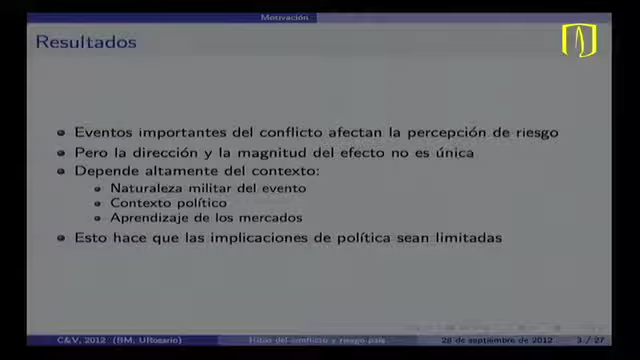 Motivación
Resultados
Eventos importantes del conflicto afectan la percepción de riesgo
Pero la dirección y la magnitud del efecto no es única
Depende altamente del contexto:
Naturaleza militar del evento
Contexto político
Aprendizaje de los mercados
Esto hace que las implicaciones de política sean limitadas
C&V, 2012 (BM, URosario)
Hitos del conflicto y riesgo país
28 de septiembre de 2012
3 / 27